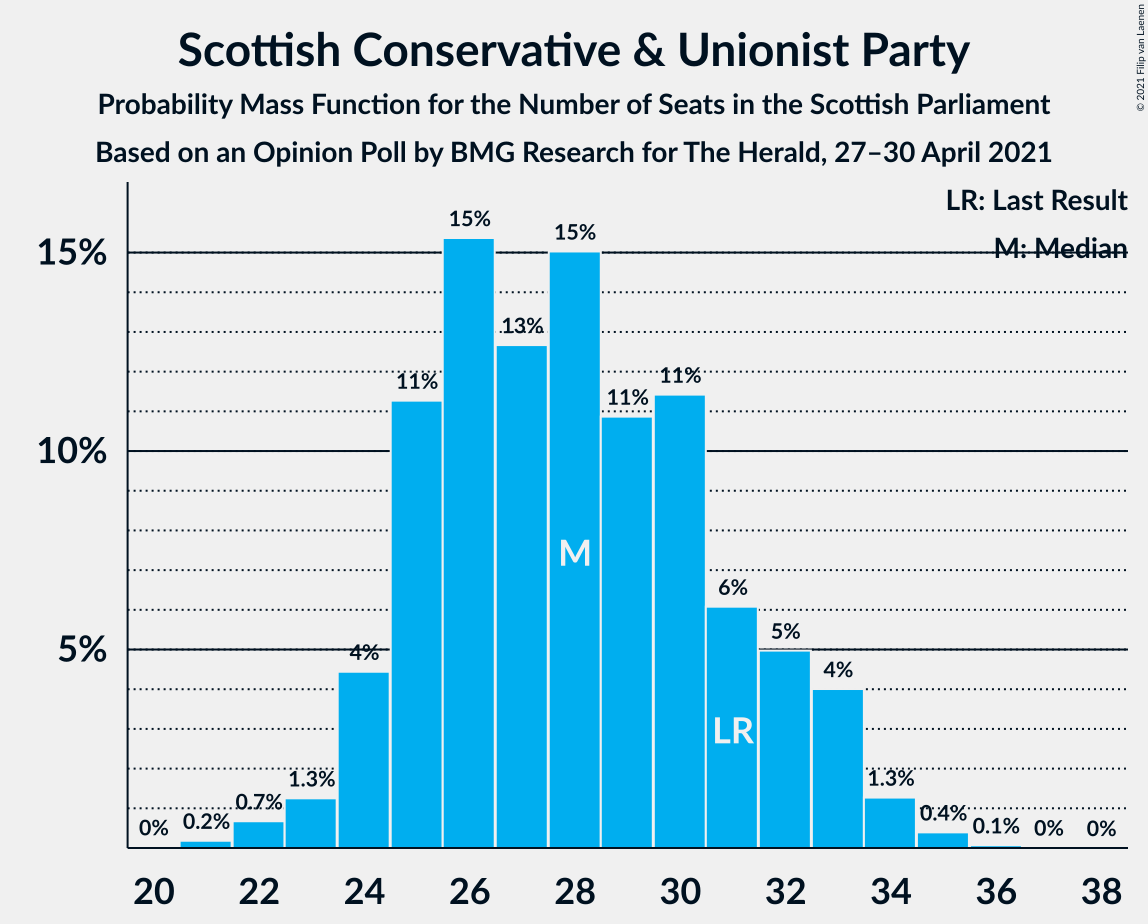 Scottish Conservative & Unionist Party
Probability Mass Function for the Number of Seats in the Scottish Parliament
Based on an Opinion Poll by BMG Research for The Herald, 27–30 April 2021
© 2021 Filip van Laenen
LR: Last Result
M: Median
15%
10%
5%
0%
0.2%
0.7%
1.3%
4%
11%
15%
13%
15%
11%
11%
6%
5%
4%
1.3%
0.4%
0.1%
0%
0%
M
LR
20 22 24 26 28 30 32 34 36 38